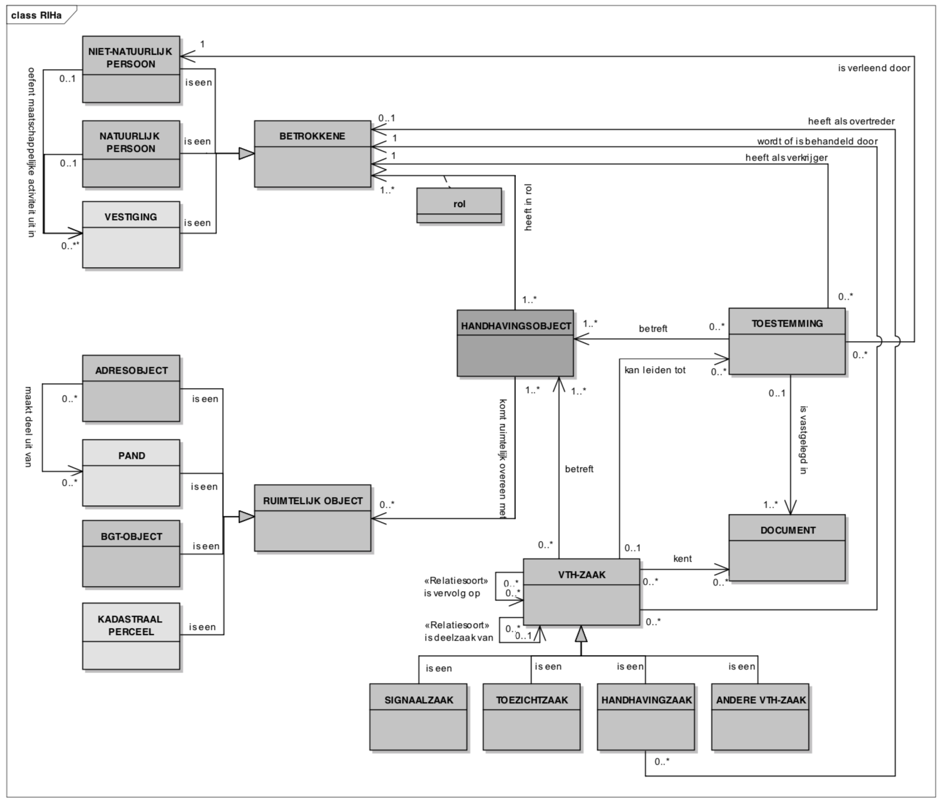 class RIHa
NIET-NATUURLIJK
PERSOON
1
is verleend door
0..1
is een
oefent maatschappelijke activiteit uit in
NATUURLIJK
PERSOON
is een
0..1
BETROKKENE
0..1
heeft als overtreder
1
wordt of is behandeld door
1
heeft als verkrijger
1..*
rol
heeft in rol
VESTIGING
is een
0..*
*
1..*
0..*
HANDHAVINGSOBJECT
1..*
betreft
0..*
TOESTEMMING
0..*
kan leiden tot
0..*
1..*
1..*
0..1
ADRESOBJECT
0..*
is een
maakt deel uit van
komt ruimtelijk overeen met
is vastgelegd in
PAND
0..*
is een
betreft
RUIMTELIJK OBJECT
0..*
1..*
DOCUMENT
BGT-OBJECT
is een
0..*
0..1
kent
0..*
0..*
VTH-ZAAK
«Relatiesoort»
is vervolg op
0..*
0..*
KADASTRAAL
PERCEEL
is een
«Relatiesoort»
is deelzaak van
0..*
0..1
0..*
is een
is een
is een
is een
SIGNAALZAAK
TOEZICHTZAAK
HANDHAVINGZAAK
ANDERE VTH-ZAAK
0..*